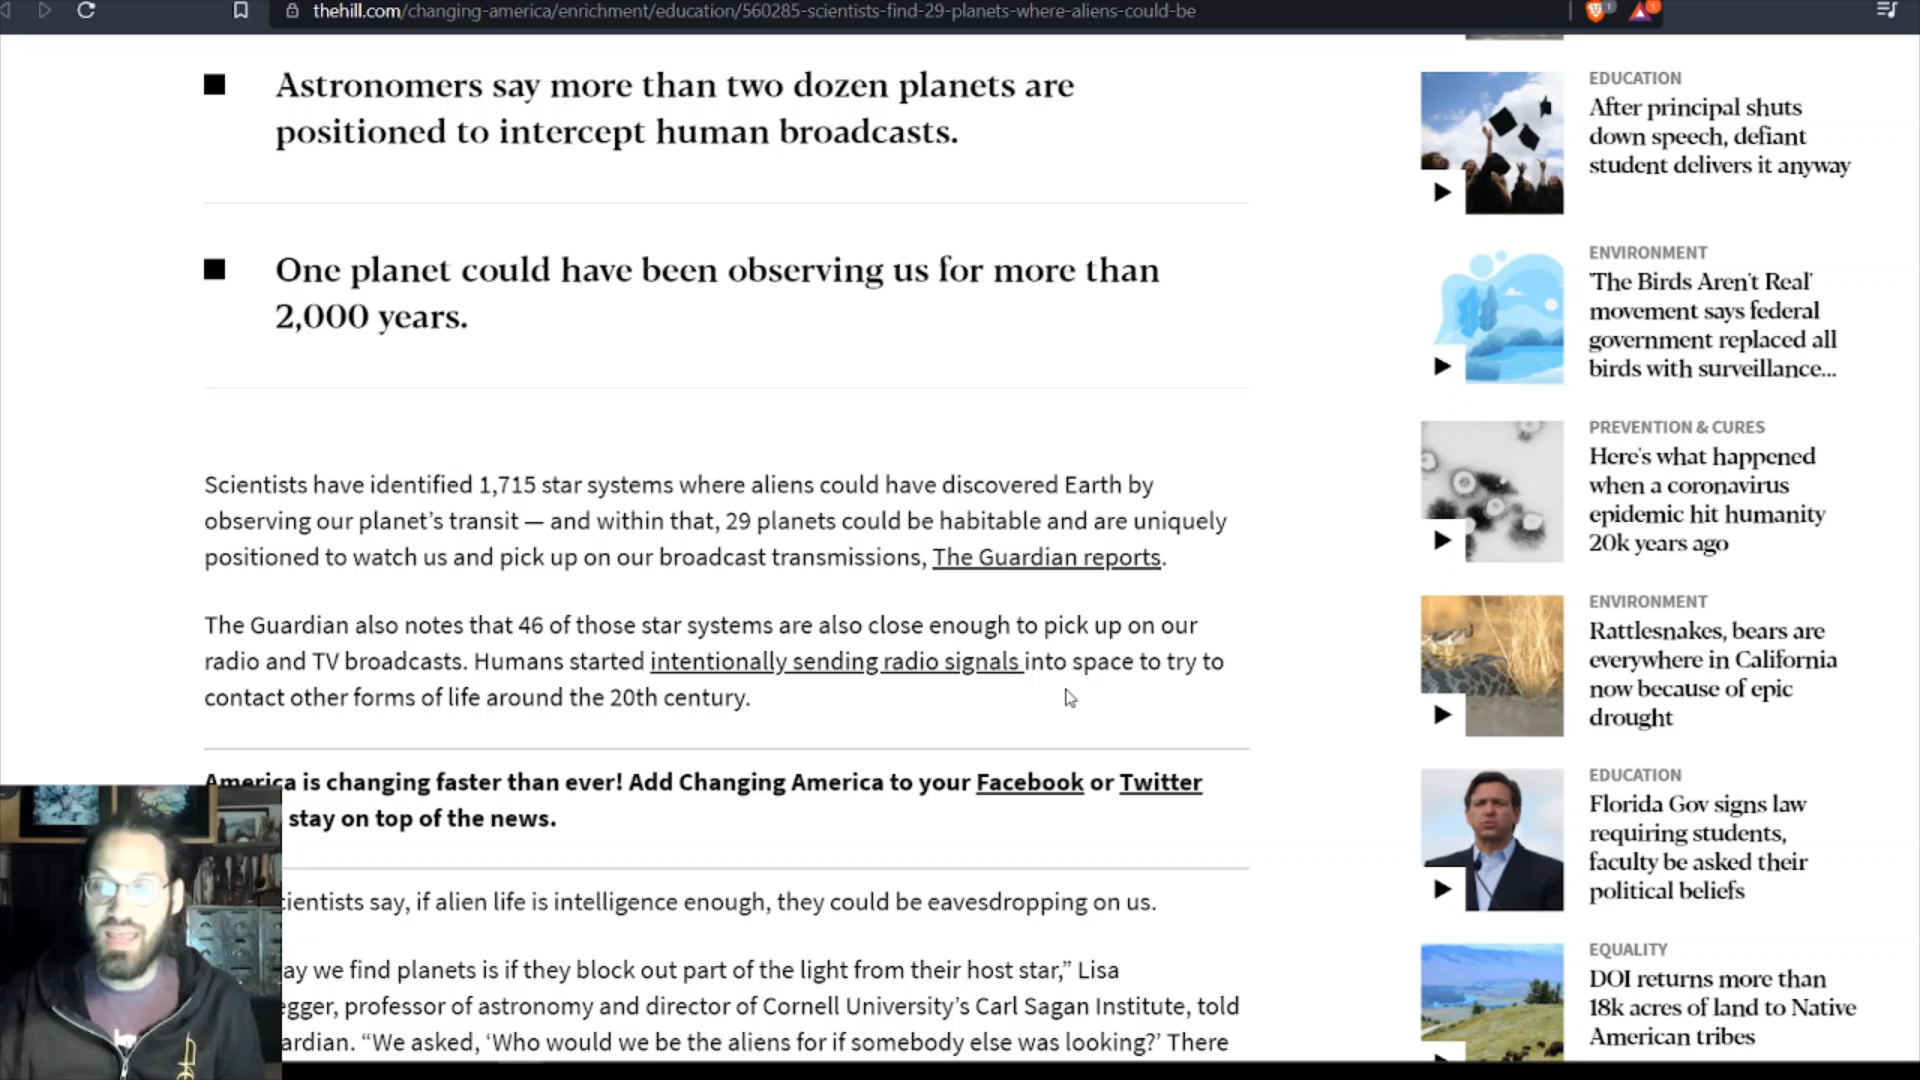 thehill.com/changing-america/enrichment/education/560285-scientists-find-29-planets-where-aliens-could-be
Astronomers say more than two dozen planets are
positioned to intercept human broadcasts.
One planet could have been observing us for more than
2,000 years.
Scientists have identified 1,715 star systems where aliens could have discovered Earth by
observing our planet's transit — and within that, 29 planets could be habitable and are uniquely
positioned to watch us and pick up on our broadcast transmissions, The Guardian reports.
The Guardian also notes that 46 of those star systems are also close enough to pick up on our
radio and TV broadcasts. Humans started intentionally sending radio signals into space to try to
contact other forms of life around the 20th century.
America is changing faster than ever! Add Changing America to your Facebook or Twitter
stay on top of the news.
cientists say, if alien life is intelligence enough, they could be eavesdropping on us.
ay we find planets is if they block out part of the light from their host star,” Lisa
egger, professor of astronomy and director of Cornell University's Carl Sagan Institute, told
ardian. “We asked, ‘Who would we be the aliens for if somebody else was looking?’ There
EDUCATION
After principal shuts
down speech, defiant
student delivers it anyway
ENVIRONMENT
'The Birds Aren't Real'
movement says federal
government replaced all
birds with surveillance...
PREVENTION & CURES
Here's what happened
when a coronavirus
epidemic hit humanity
20k years ago
ENVIRONMENT
Rattlesnakes, bears are
everywhere in California
now because of epic
drought
EDUCATION
Florida Gov signs law
requiring students,
faculty be asked their
political beliefs
EQUALITY
DOI returns more than
18k acres of land to Native
American tribes